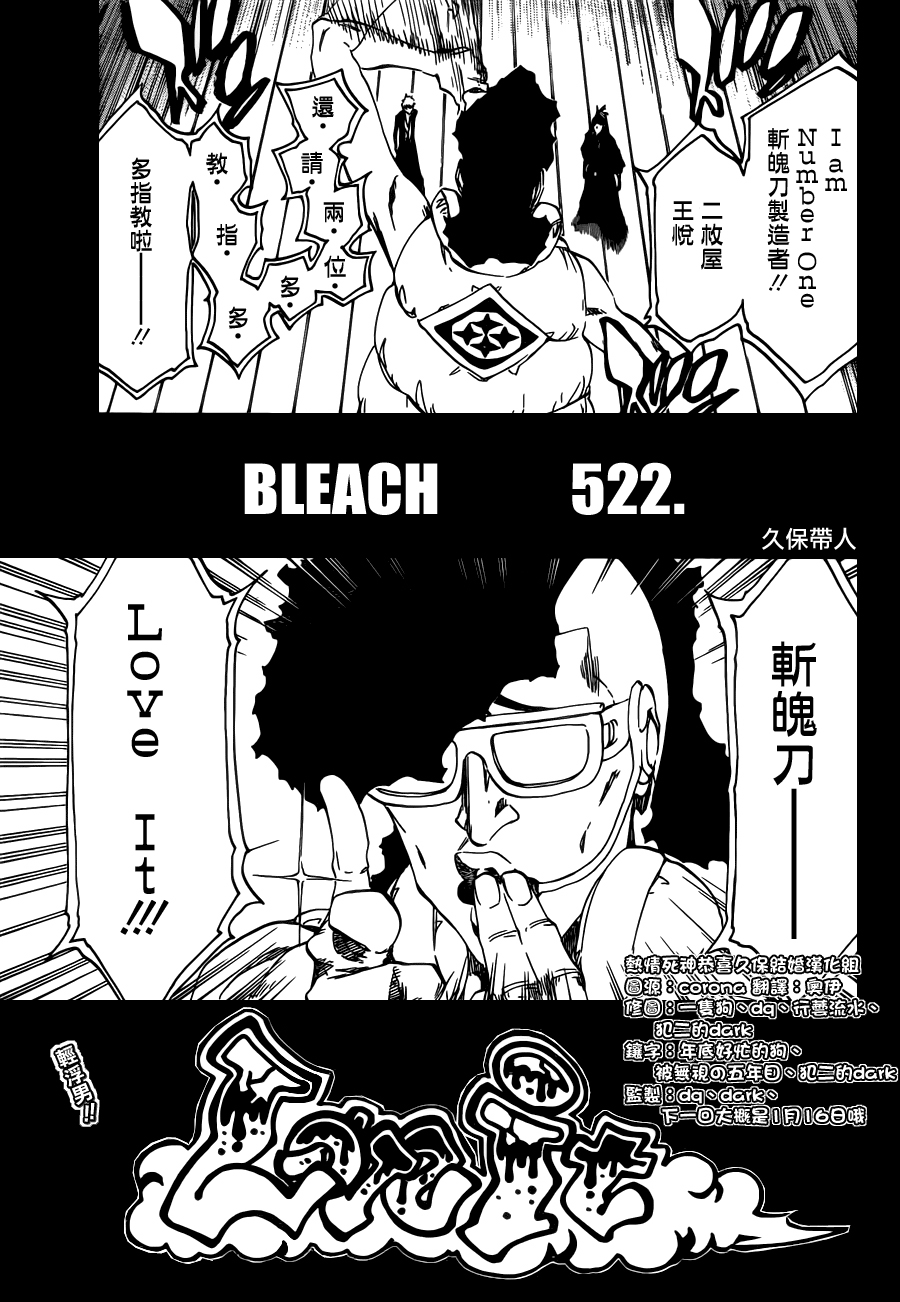 I am
Number One
斬魄刀製造者!!
二枚屋
王悅
還請兩位
多多
指教
多指教啦——!!
BLEACH 522.
久保帶人
斬魄刀——
Love It!!!
熱情死神恭喜久保結婚漢化組
圖源：corona 翻譯：奧伊
修圖：一隻狗、dq、行雲流水、
犯二的dark
鑲字：年底好忙的狗、
被無視の五年目、犯二的dark
監製：dq、dark、
下一回大概是1月16日哦
輕浮男!!
Love it